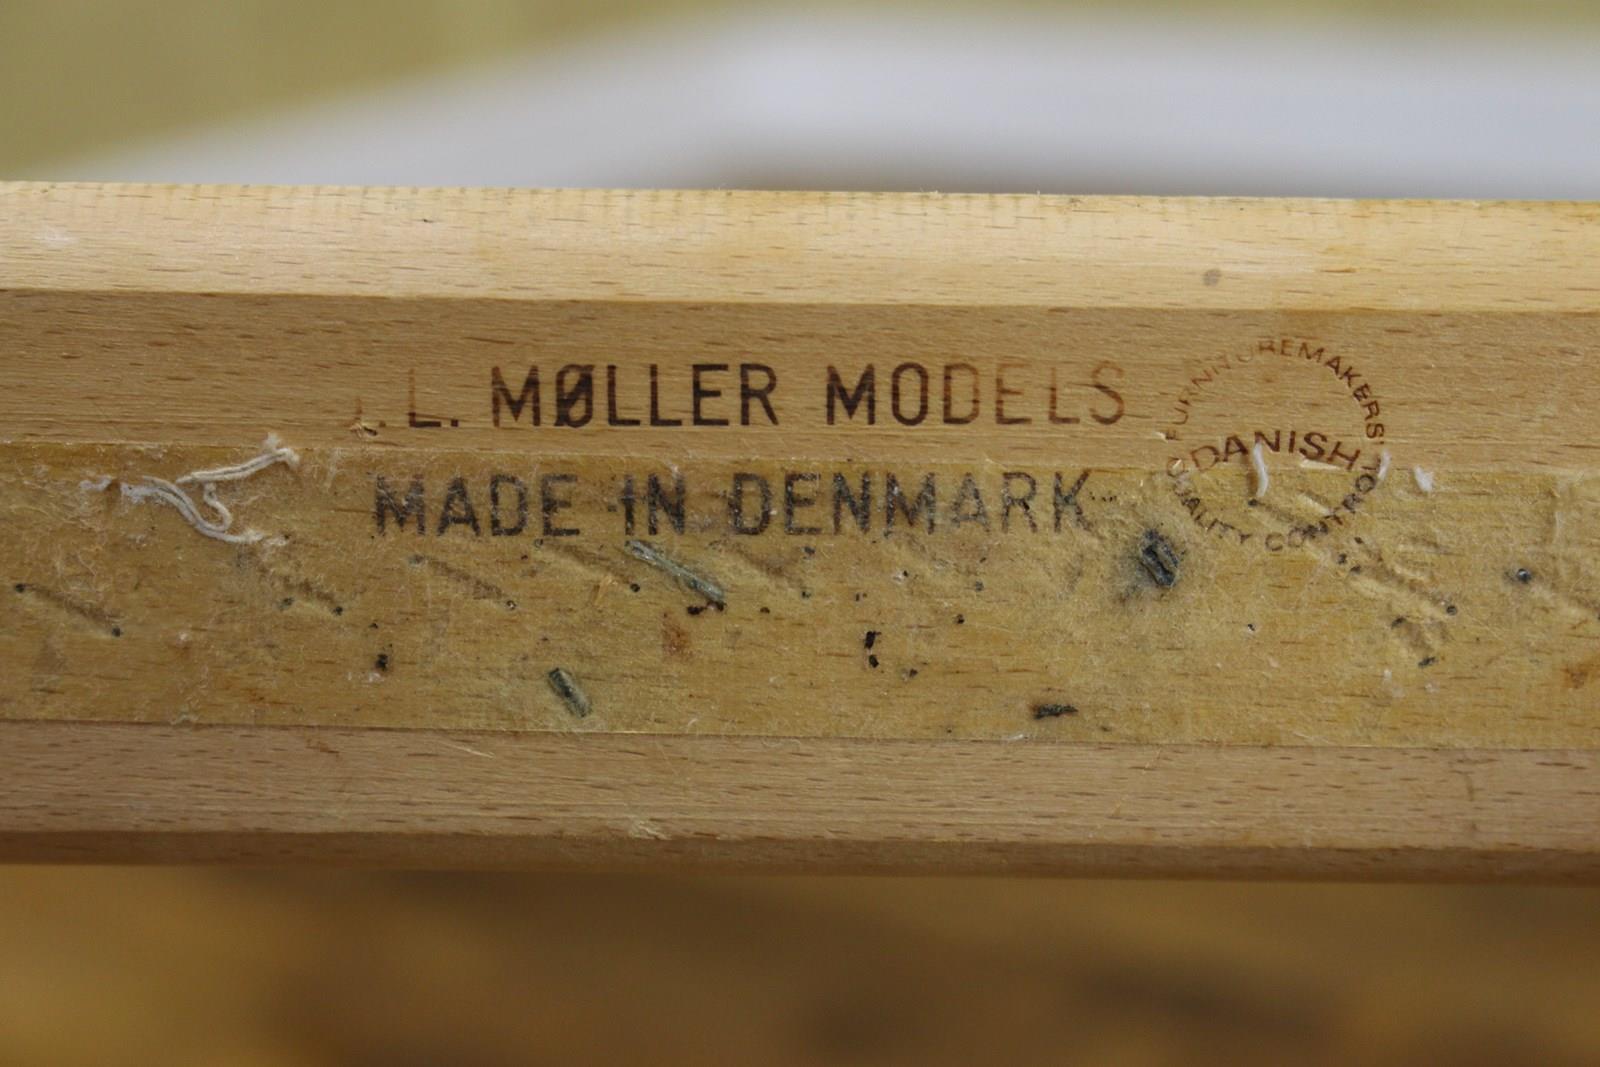 J.L. MØLLER MODELS
MADE IN DENMARK
FURNITUREMAKERS'
DANISH
QUALITY CONTROL